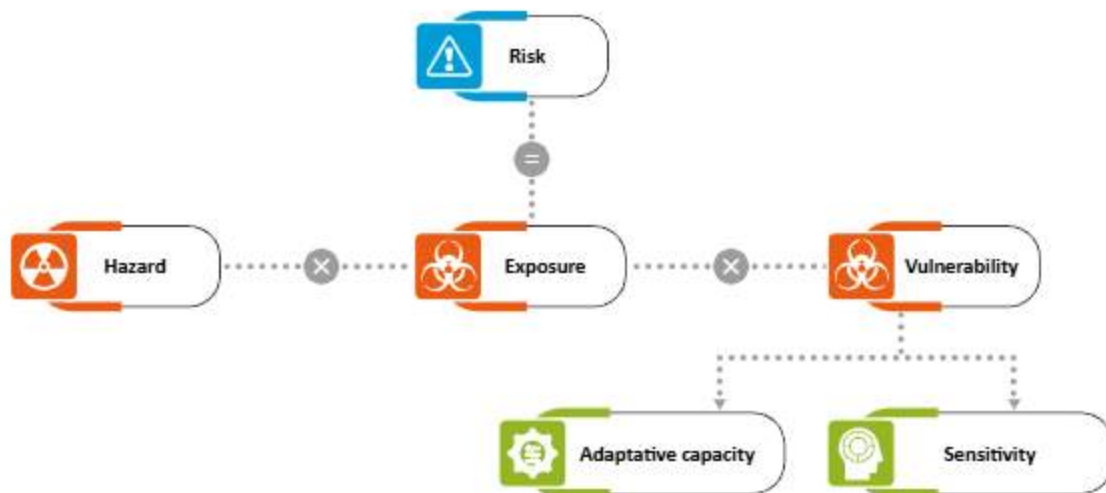 Risk
=
Hazard
×
Exposure
×
Vulnerability
Adaptative capacity
Sensitivity